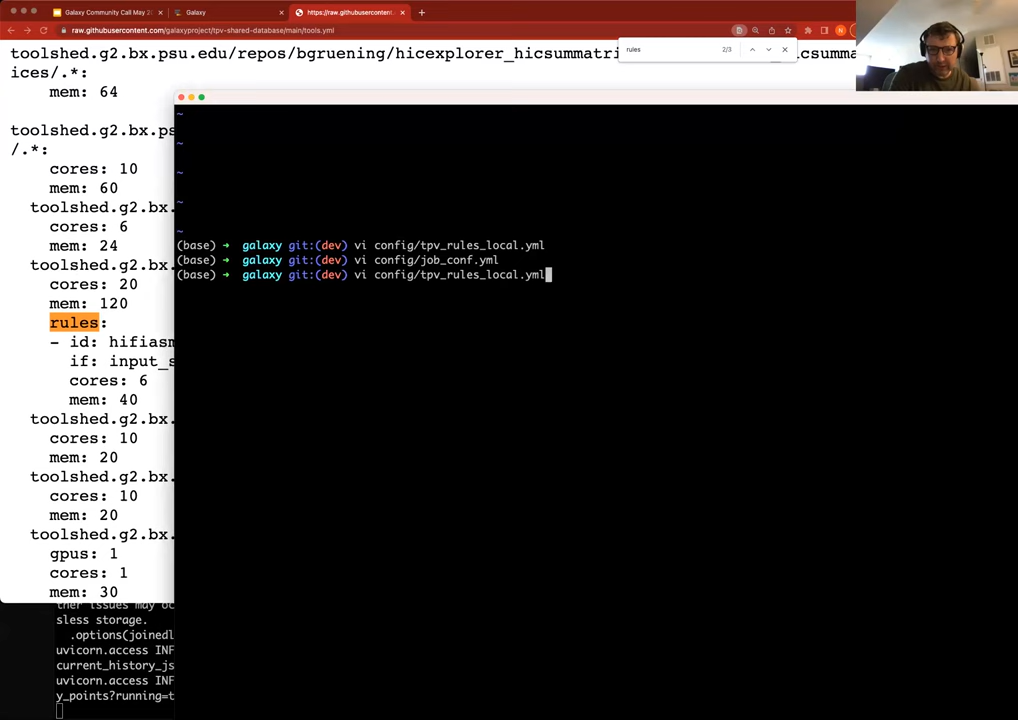 Galaxy Community Call May 2
Galaxy
https://raw.githubusercontent.
raw.githubusercontent.com/galaxyproject/tpv-shared-database/main/tools.yml
rules 2/3
toolshed.g2.bx.psu.edu/repos/bgruening/hicexplorer_hicsummatri
icsummatr
ices/.*:
mem: 64
toolshed.g2.bx.ps
/.*:
cores: 10
mem: 60
toolshed.g2.bx.
cores: 6
mem: 24
toolshed.g2.bx.
cores: 20
mem: 120
rules:
- id: hifiasm
if: input_s
cores: 6
mem: 40
toolshed.g2.bx.
cores: 10
mem: 20
toolshed.g2.bx.
cores: 10
mem: 20
toolshed.g2.bx.
gpus: 1
cores: 1
mem: 30
~
~
~
~
~
(base) ➜ galaxy git:(dev) vi config/tpv_rules_local.yml
(base) ➜ galaxy git:(dev) vi config/job_conf.yml
(base) ➜ galaxy git:(dev) vi config/tpv_rules_local.yml
ther issues may oc
sless storage.
.options(joinedl
uvicorn.access INF
current_history_js
uvicorn.access INF
y_points?running=t